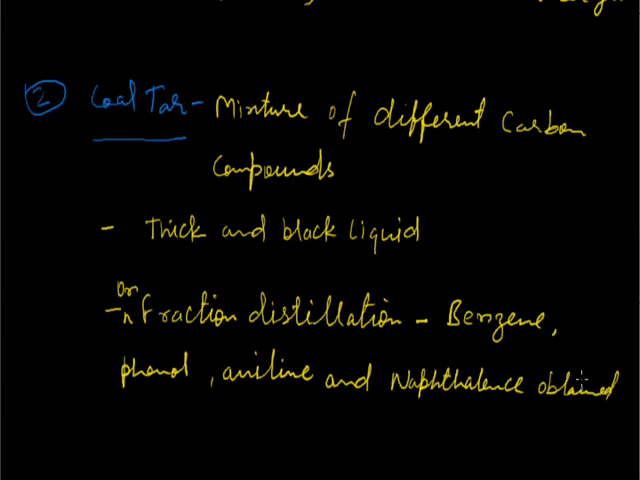 2 Coal Tar - Mixture of different Carbon
Compounds
- Thick and black liquid
- On Fraction distillation - Benzene,
phenol, aniline and Naphthalence obtained